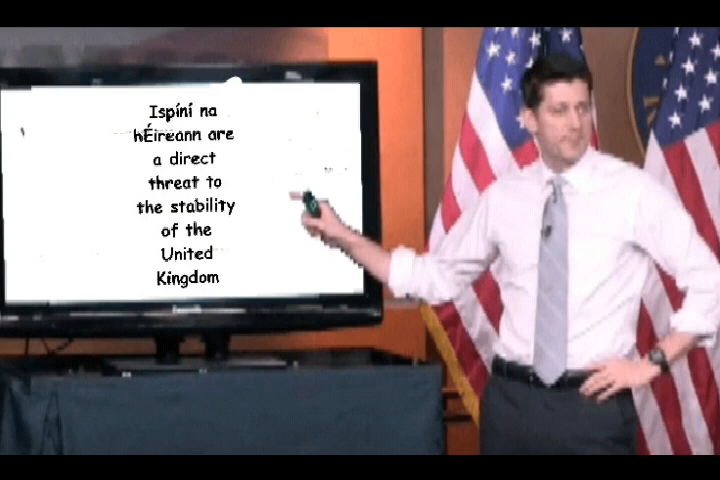 Ispíní na
hÉireann are
a direct
threat to
the stability
of the
United
Kingdom